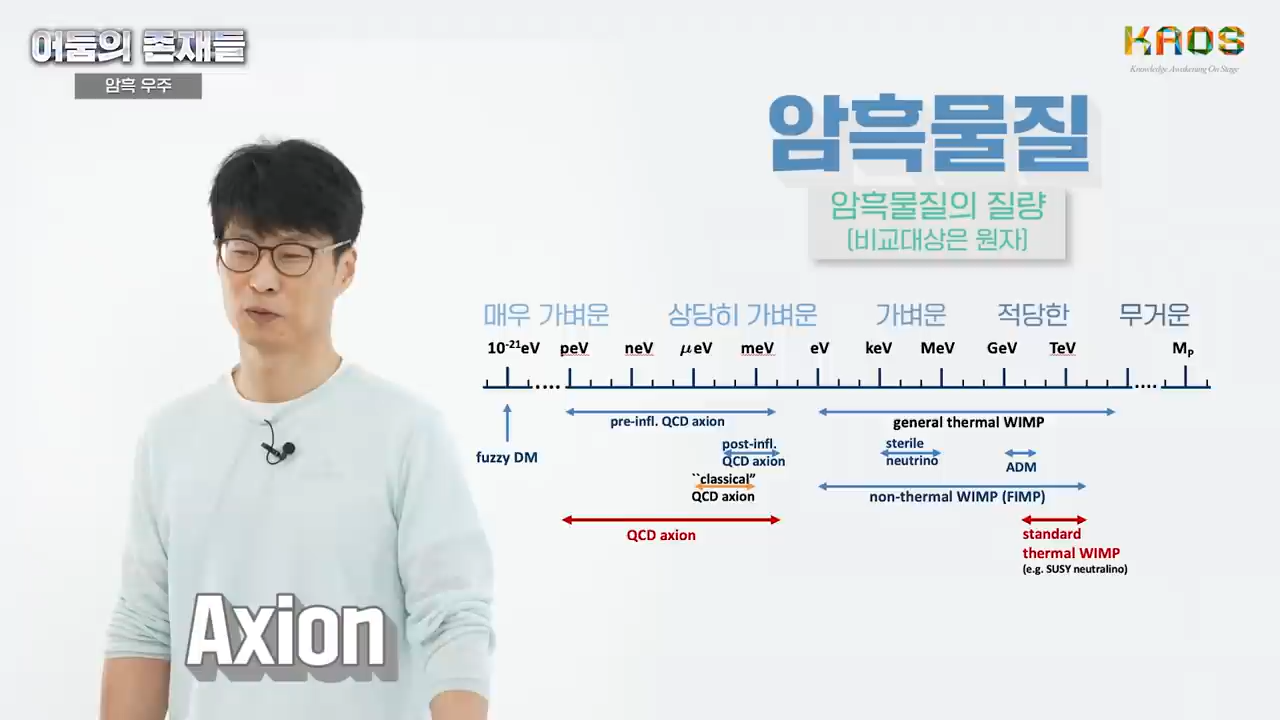 어둠의 존재들
암흑 우주
KAOS
Knowledge Awakening On Stage
암흑물질
암흑물질의 질량
(비교대상은 원자)
매우 가벼운 상당히 가벼운 가벼운 적당한 무거운
10⁻²¹eV peV neV μeV meV eV keV MeV GeV TeV Mₚ
.... ....
pre-infl. QCD axion
general thermal WIMP
fuzzy DM
post-infl.
QCD axion
sterile
neutrino
ADM
``classical”
QCD axion
non-thermal WIMP (FIMP)
QCD axion
standard
thermal WIMP
(e.g. SUSY neutralino)
Axion